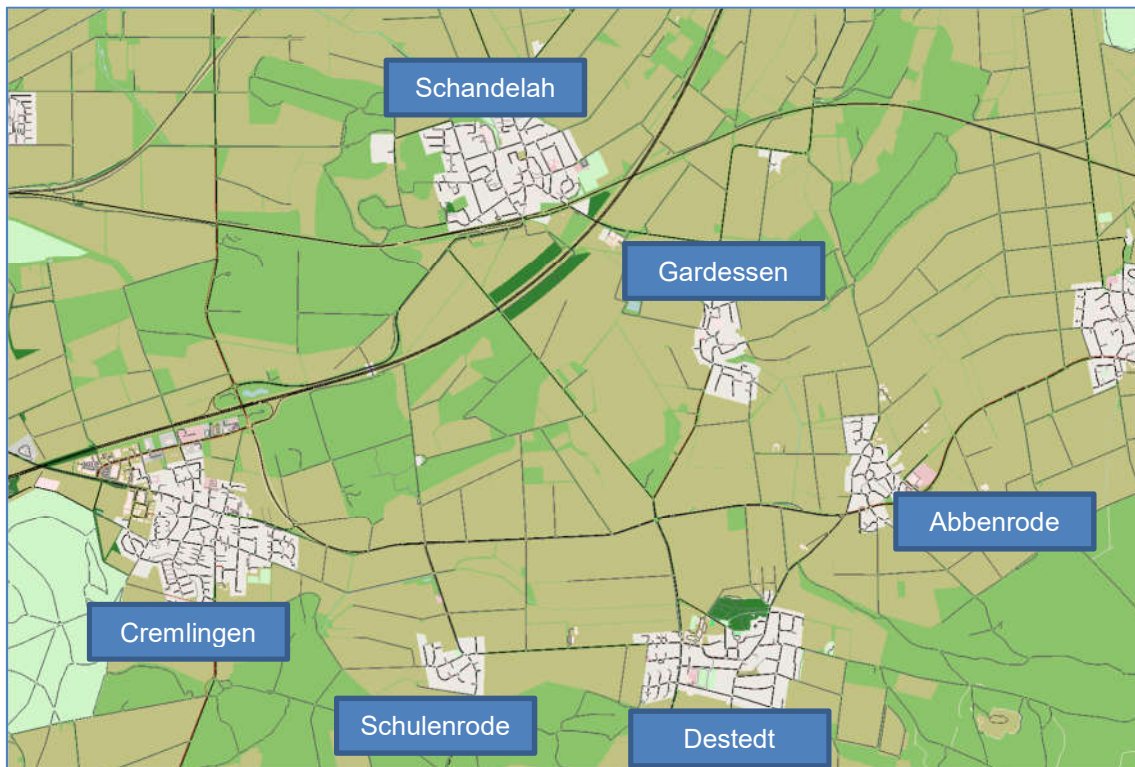 Schandelah
Gardessen
Abbenrode
Cremlingen
Schulenrode
Destedt